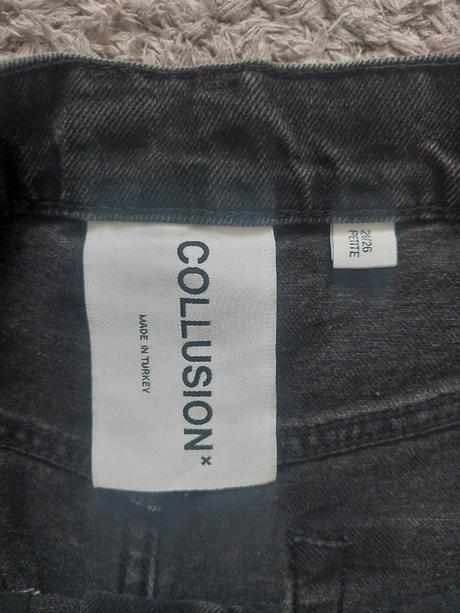 COLLUSION×
MADE IN TURKEY
28/26
PETITE